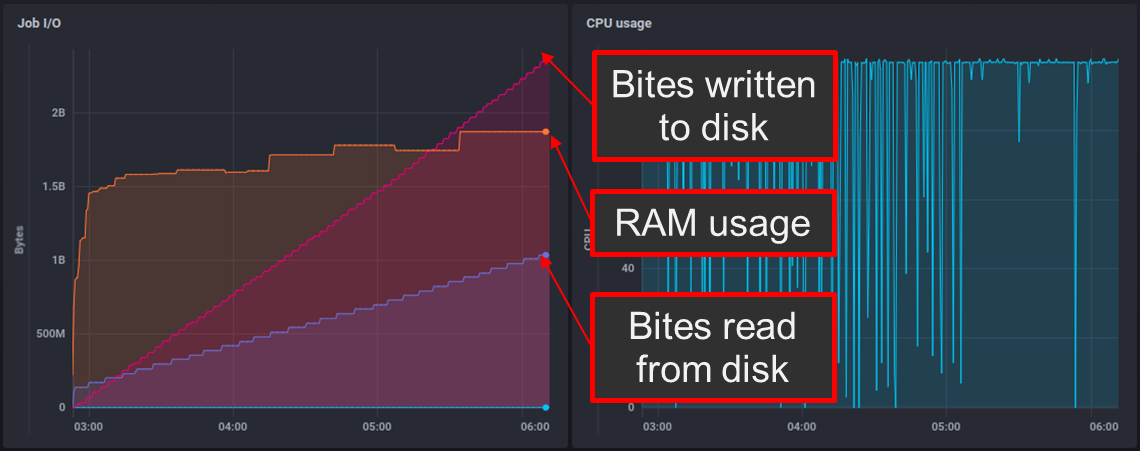 Job I/O
CPU usage
Bites written
to disk
2B
1.5B
RAM usage
Bytes
CPU
1B
40
Bites read
from disk
500M
0
0
03:00
04:00
05:00
06:00
03:00
04:00
05:00
06:00